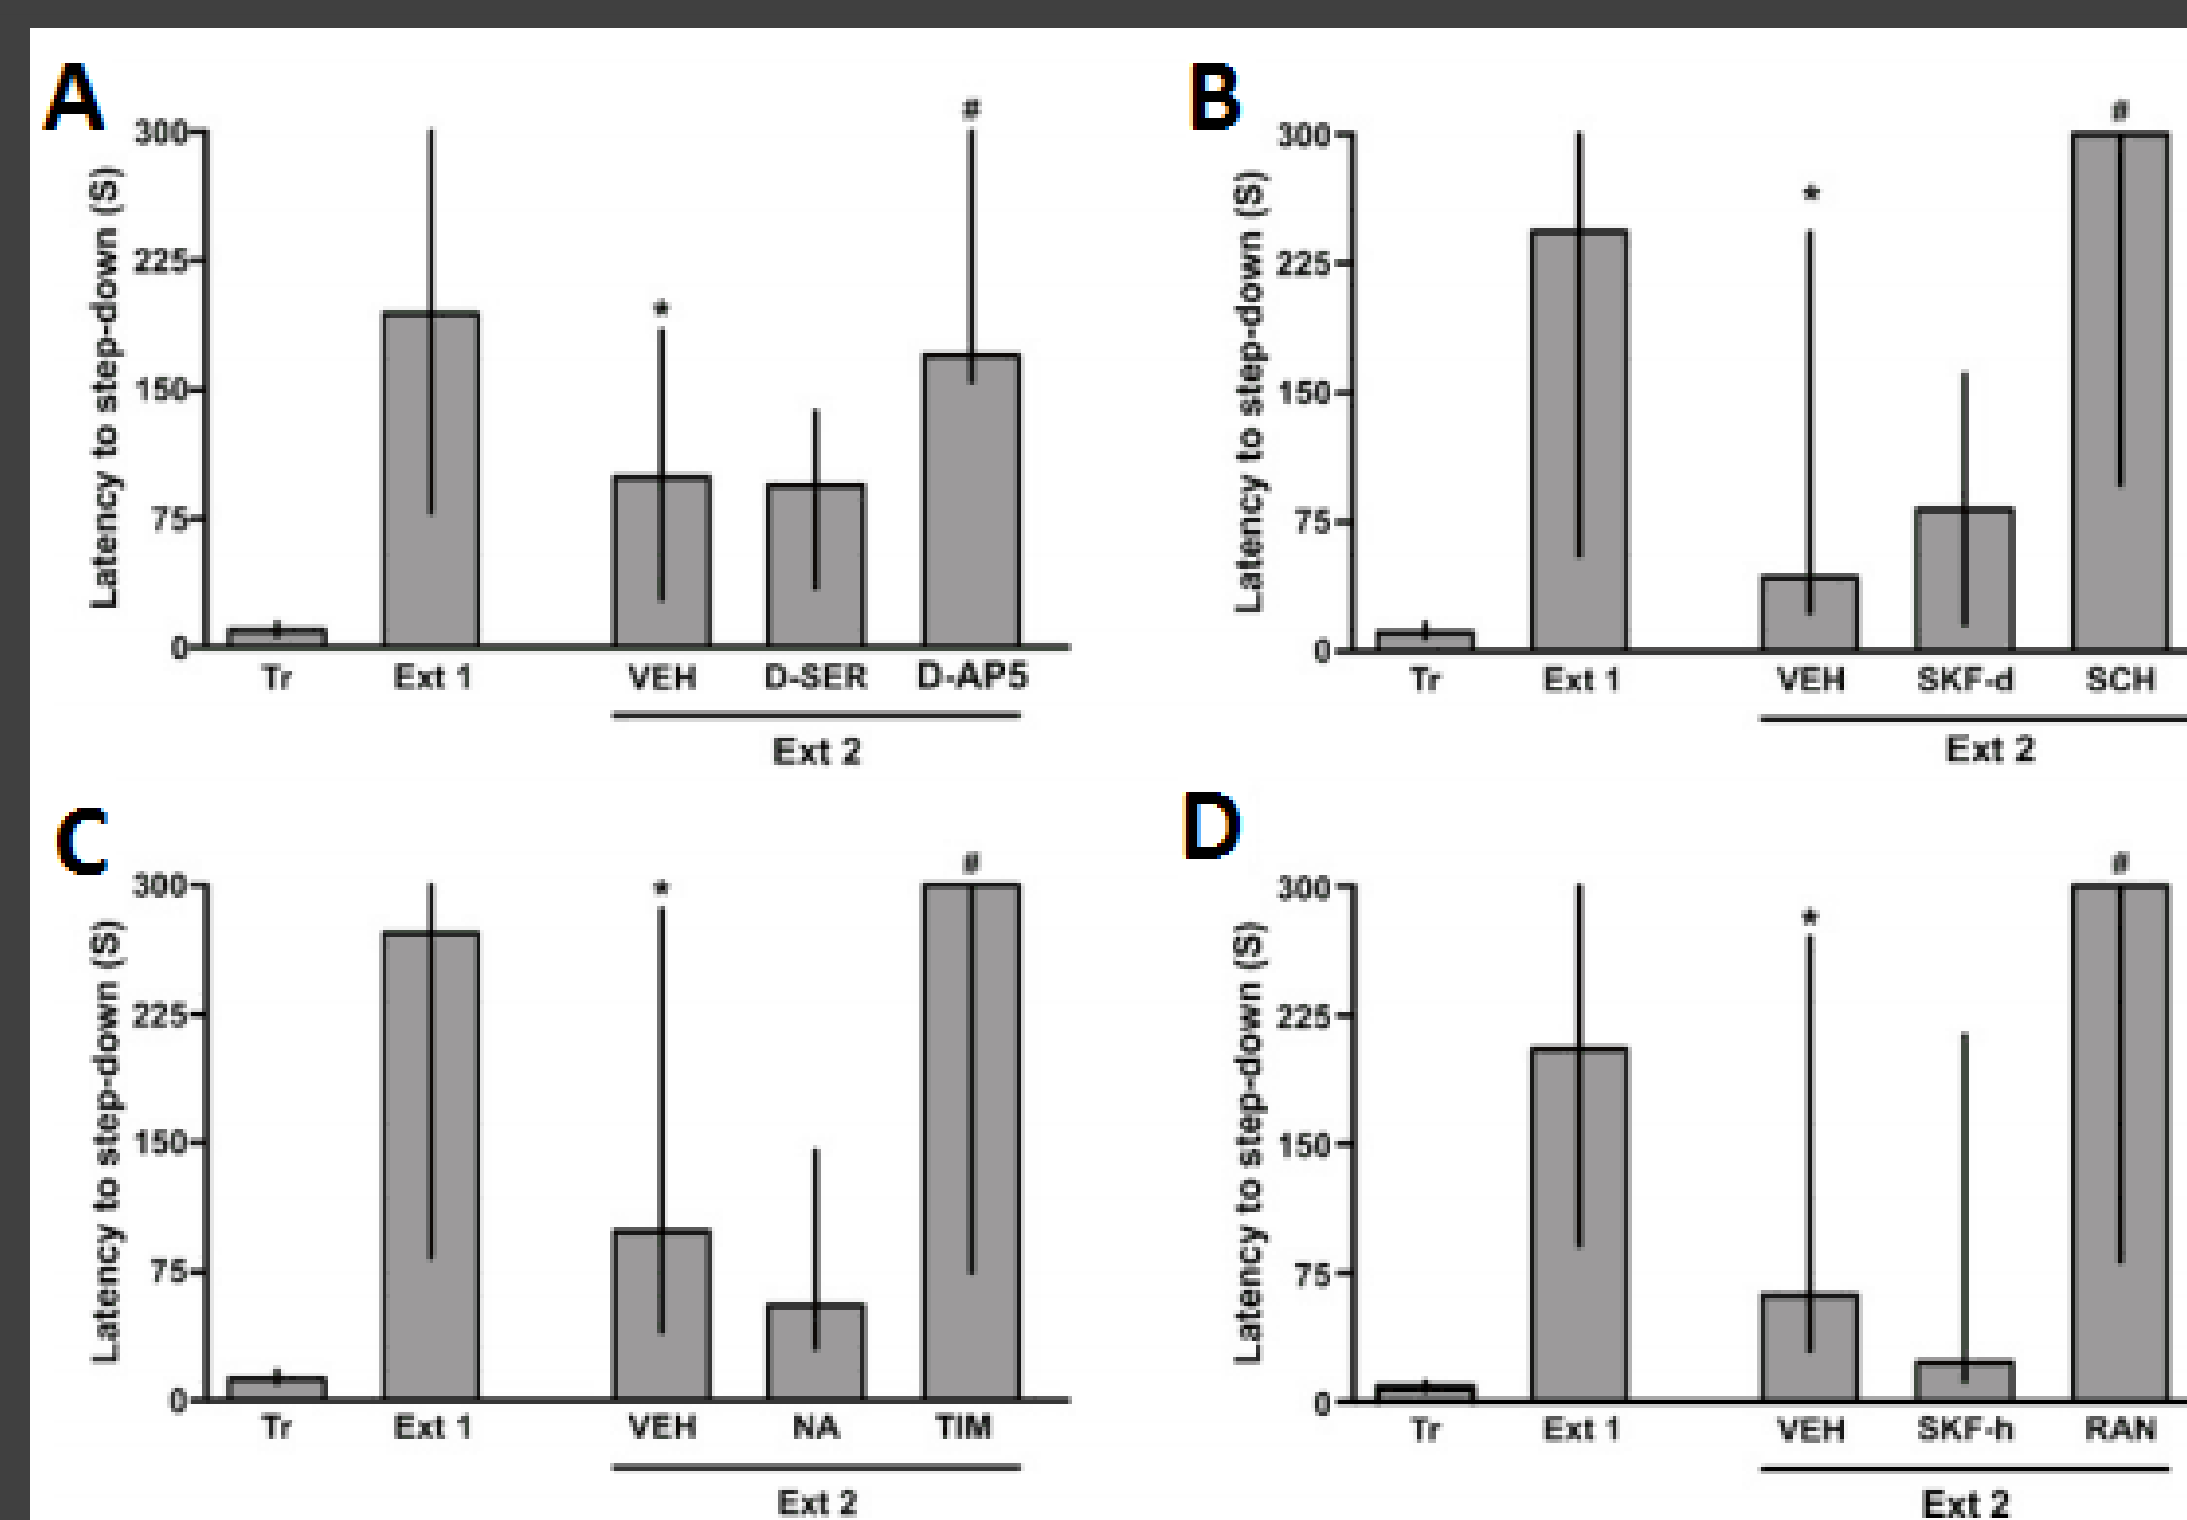 A
#
300
*
225
150
75
0
Latency to step-down (S)
Tr Ext 1 VEH D-SER D-AP5
Ext 2
B
#
300
*
225
150
75
0
Latency to step-down (S)
Tr Ext 1 VEH SKF-d SCH
Ext 2
C
#
300
*
225
150
75
0
Latency to step-down (S)
Tr Ext 1 VEH NA TIM
Ext 2
D
#
300
*
225
150
75
0
Latency to step-down (S)
Tr Ext 1 VEH SKF-h RAN
Ext 2